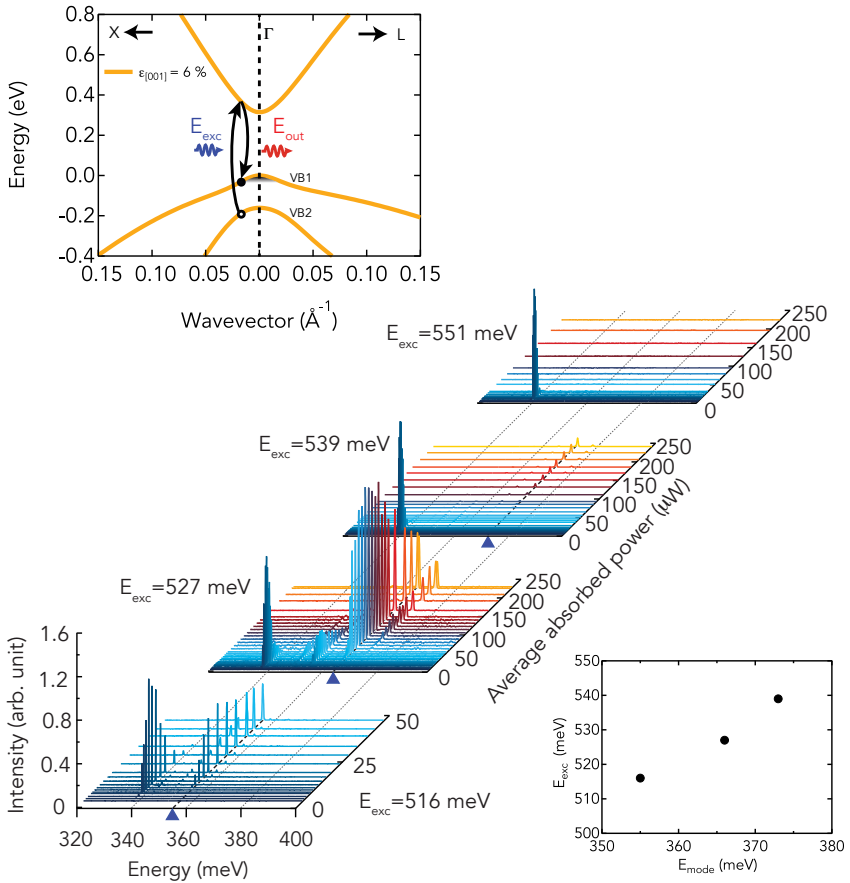 0.8
0.6
0.4
0.2
0.0
-0.2
-0.4
Energy (eV)
X
Γ
L
ε[001] = 6 %
Eexc
Eout
VB1
VB2
0.15 0.10 0.05 0.00 0.05 0.10 0.15
Wavevector (Å-1)
Eexc=551 meV
250
200
150
100
50
0
Eexc=539 meV
250
200
150
100
50
0
Eexc=527 meV
250
200
150
100
50
0
Average absorbed power (μW)
1.6
1.2
0.8
0.4
0
Intensity (arb. unit)
50
25
0
Eexc=516 meV
320 340 360 380 400
Energy (meV)
550
540
530
520
510
500
Eexc (meV)
350 360 370 380
Emode (meV)